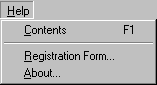 Help
Contents F1
Registration Form...
About...